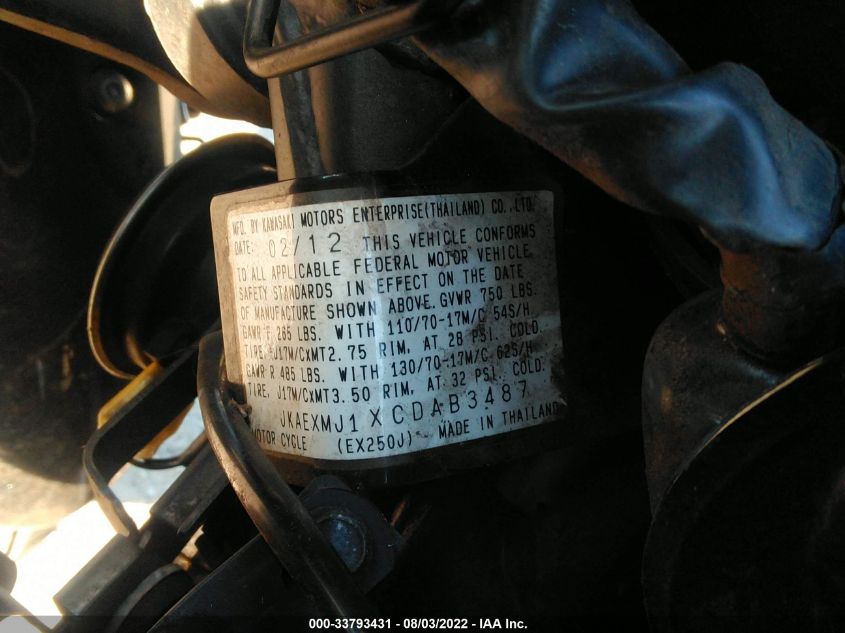 MFG. BY KAWASAKI MOTORS ENTERPRISE(THAILAND) CO.,LTD.
DATE: 02/12 THIS VEHICLE CONFORMS
TO ALL APPLICABLE FEDERAL MOTOR VEHICLE
SAFETY STANDARDS IN EFFECT ON THE DATE
OF MANUFACTURE SHOWN ABOVE. GVWR 750 LBS.
GAWR F 265 LBS. WITH 110/70-17M/C 54S/H
TIRE, J17M/CxMT2.75 RIM, AT 28 PSI. COLD.
GAWR R 485 LBS. WITH 130/70-17M/C 62S/H
TIRE, J17M/CxMT3.50 RIM, AT 32 PSI. COLD.
JKAEXMJ1XCDAB3487
MOTOR CYCLE (EX250J) MADE IN THAILAND
000-33793431 - 08/03/2022 - IAA Inc.